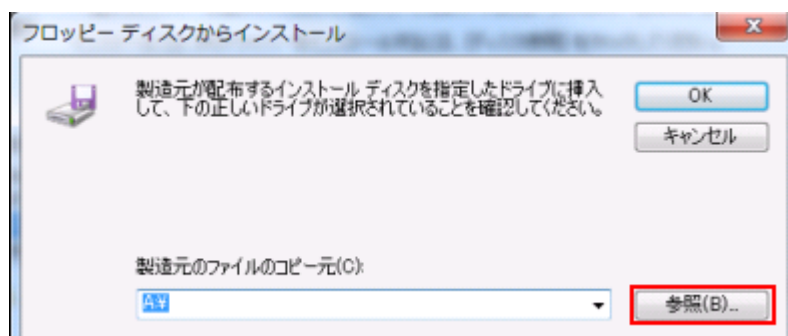 フロッピー ディスクからインストール
製造元が配布するインストール ディスクを指定したドライブに挿入
して、下の正しいドライブが選択されていることを確認してください。
OK
キャンセル
製造元のファイルのコピー元(C):
A:¥
参照(B)...